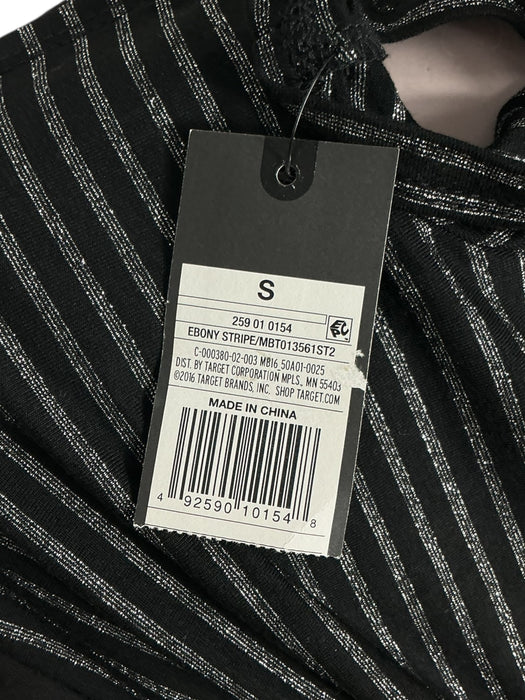 S
259 01 0154
EBONY STRIPE/MBT013561ST2
C-000380-02-003 MB16_50A01-0025
DIST. BY TARGET CORPORATION MPLS., MN 55403
©2016 TARGET BRANDS, INC. SHOP TARGET.COM
MADE IN CHINA
4 92590 10154 8